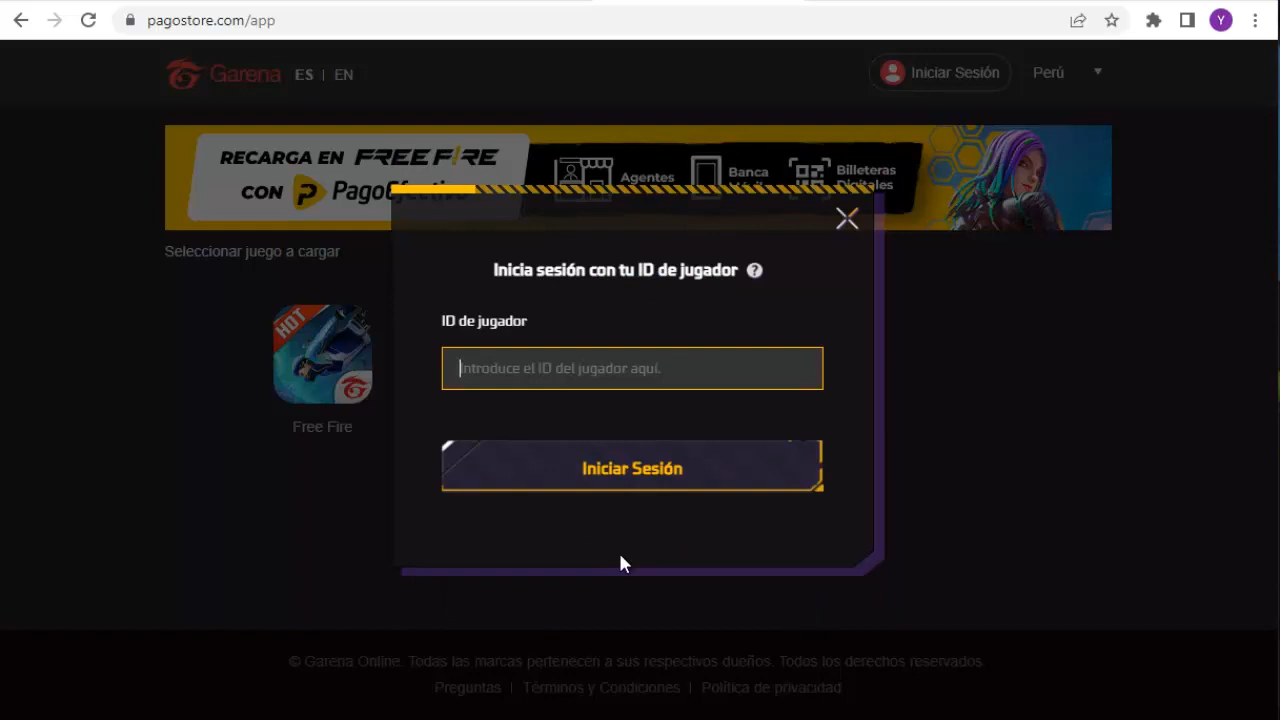 pagostore.com/app
Y
Garena ES | EN
Iniciar Sesión
Perú
RECARGA EN FREE FIRE
CON PagoEfectivo
Agentes
Banca
Móvil
Billeteras
Digitales
Seleccionar juego a cargar
HOT
Free Fire
Inicia sesión con tu ID de jugador ?
ID de jugador
Introduce el ID del jugador aquí.
Iniciar Sesión
© Garena Online. Todas las marcas pertenecen a sus respectivos dueños. Todos los derechos reservados.
Preguntas | Términos y Condiciones | Política de privacidad